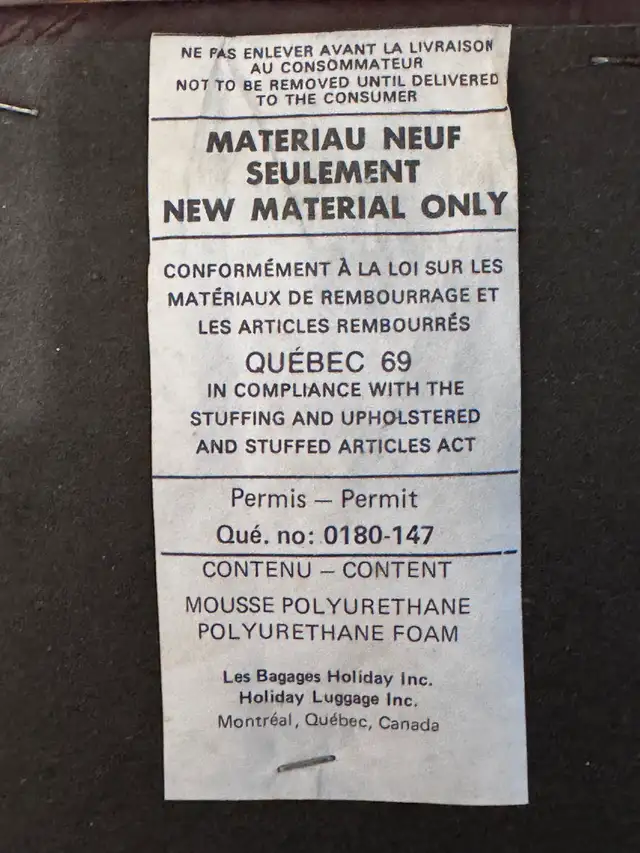 NE PAS ENLEVER AVANT LA LIVRAISON
AU CONSOMMATEUR
NOT TO BE REMOVED UNTIL DELIVERED
TO THE CONSUMER
MATERIAU NEUF
SEULEMENT
NEW MATERIAL ONLY
CONFORMÉMENT À LA LOI SUR LES
MATÉRIAUX DE REMBOURRAGE ET
LES ARTICLES REMBOURRÉS
QUÉBEC 69
IN COMPLIANCE WITH THE
STUFFING AND UPHOLSTERED
AND STUFFED ARTICLES ACT
Permis – Permit
Qué. no: 0180-147
CONTENU – CONTENT
MOUSSE POLYURETHANE
POLYURETHANE FOAM
Les Bagages Holiday Inc.
Holiday Luggage Inc.
Montréal, Québec, Canada